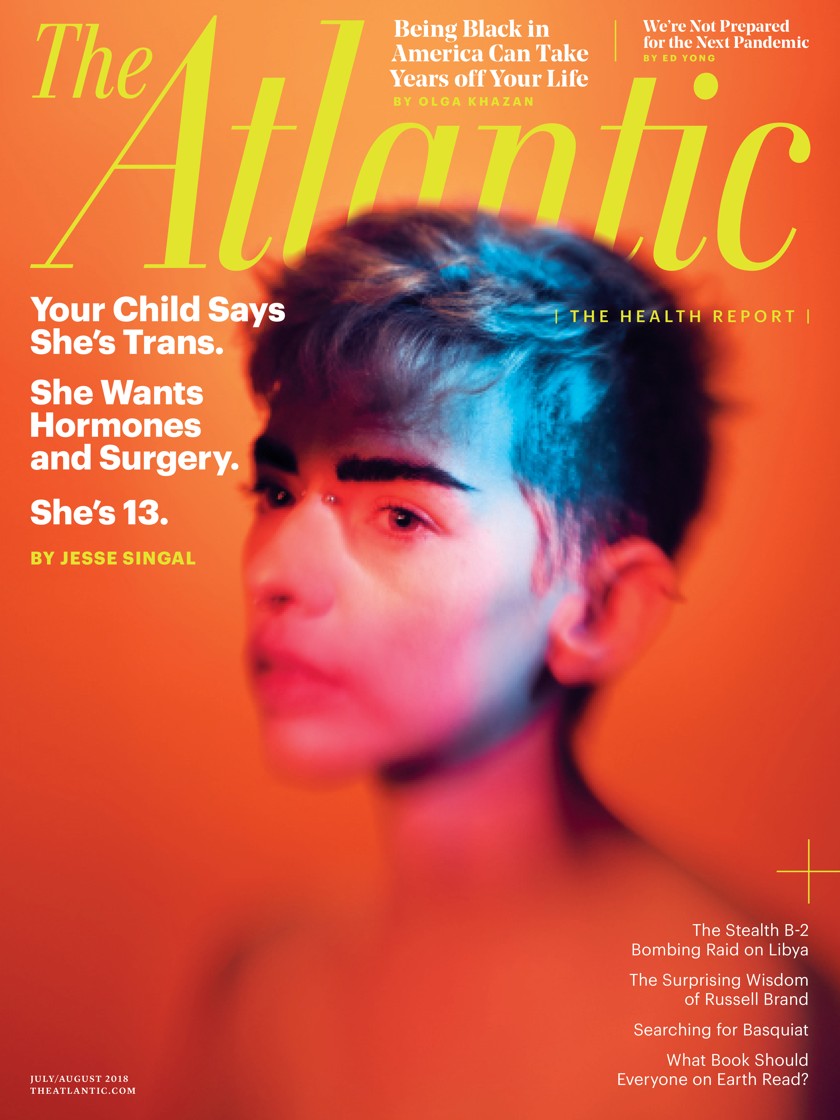 The Atlantic
Being Black in
America Can Take
Years off Your Life
BY OLGA KHAZAN
We're Not Prepared
for the Next Pandemic
BY ED YONG
| THE HEALTH REPORT |
Your Child Says
She's Trans.
She Wants
Hormones
and Surgery.
She's 13.
BY JESSE SINGAL
The Stealth B-2
Bombing Raid on Libya
The Surprising Wisdom
of Russell Brand
Searching for Basquiat
What Book Should
Everyone on Earth Read?
JULY/AUGUST 2018
THEATLANTIC.COM